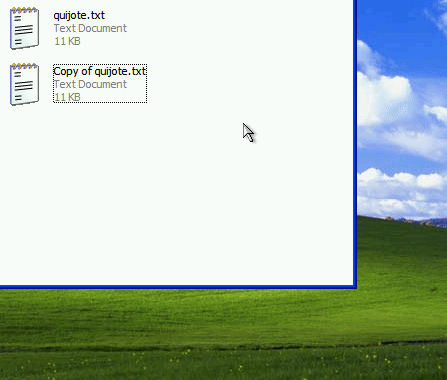 quijote.txt
Text Document
11 KB
Copy of quijote.txt
Text Document
11 KB